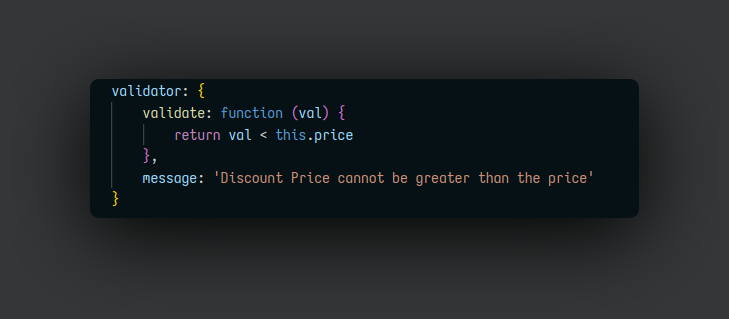 validator: {
    validate: function (val) {
        return val < this.price
    },
    message: 'Discount Price cannot be greater than the price'
}